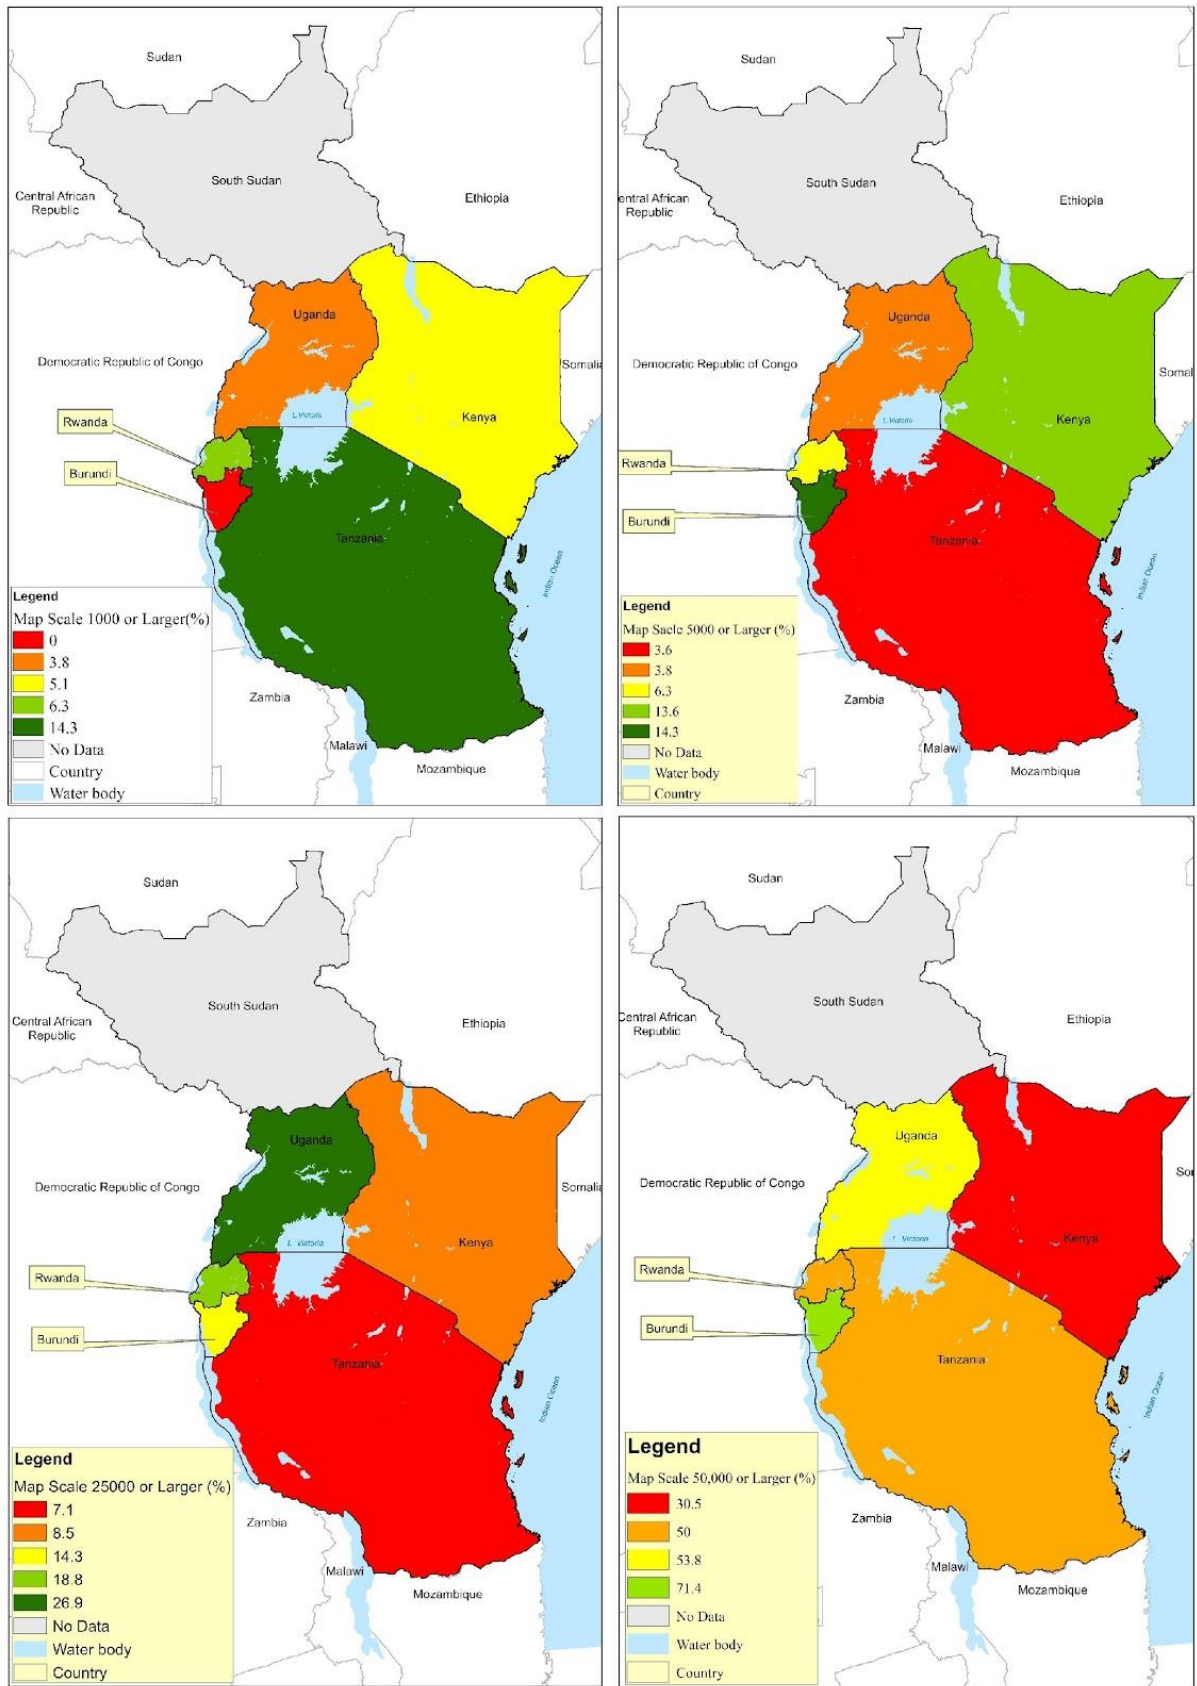 Sudan
South Sudan
Central African
Republic
Ethiopia
Uganda
Democratic Republic of Congo
Somalia
L.Victoria
Kenya
Rwanda
Burundi
Tanzania
Indian Ocean
Legend
Map Scale 1000 or Larger(%)
0
3.8
5.1
6.3
14.3
No Data
Country
Water body
Zambia
Malawi
Mozambique
Sudan
South Sudan
entral African
Republic
Ethiopia
Uganda
Democratic Republic of Congo
Somal
L.Victoria
Kenya
Rwanda
Burundi
Tanzania
Indian Ocean
Legend
Map Sacle 5000 or Larger (%)
3.6
3.8
6.3
13.6
14.3
No Data
Water body
Country
Zambia
Malawi
Mozambique
Sudan
South Sudan
Central African
Republic
Ethiopia
Uganda
Democratic Republic of Congo
Somalia
L. Victoria
Kenya
Rwanda
Burundi
Tanzania
Indian Ocean
Legend
Map Scale 25000 or Larger (%)
7.1
8.5
14.3
18.8
26.9
No Data
Water body
Country
Zambia
Malawi
Mozambique
Sudan
South Sudan
Central African
Republic
Ethiopia
Uganda
Democratic Republic of Congo
Sor
L. Victoria
Kenya
Rwanda
Burundi
Tanzania
Indian Ocean
Legend
Map Scale 50,000 or Larger (%)
30.5
50
53.8
71.4
No Data
Water body
Country
Zambia
Malawi
Mozambique